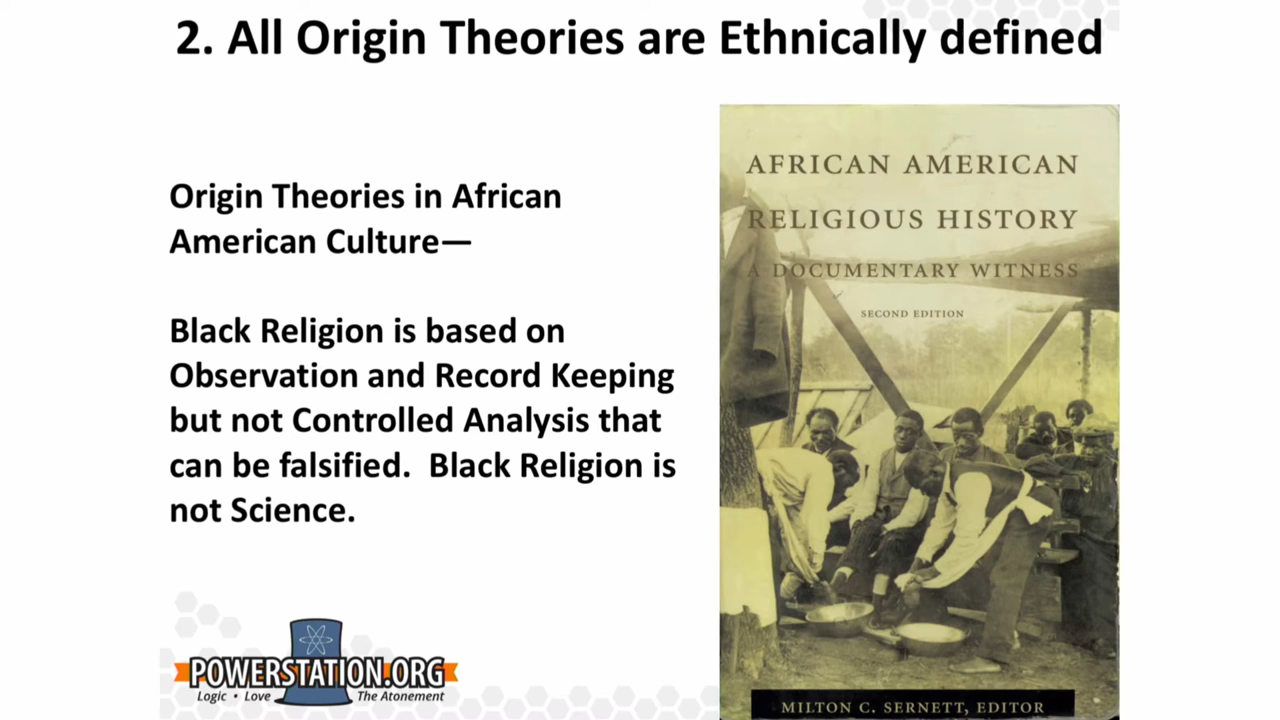 2. All Origin Theories are Ethnically defined
Origin Theories in African
American Culture—
Black Religion is based on
Observation and Record Keeping
but not Controlled Analysis that
can be falsified. Black Religion is
not Science.
POWERSTATION.ORG
Logic • Love The Atonement
AFRICAN AMERICAN
RELIGIOUS HISTORY
A DOCUMENTARY WITNESS
SECOND EDITION
MILTON C. SERNETT, EDITOR